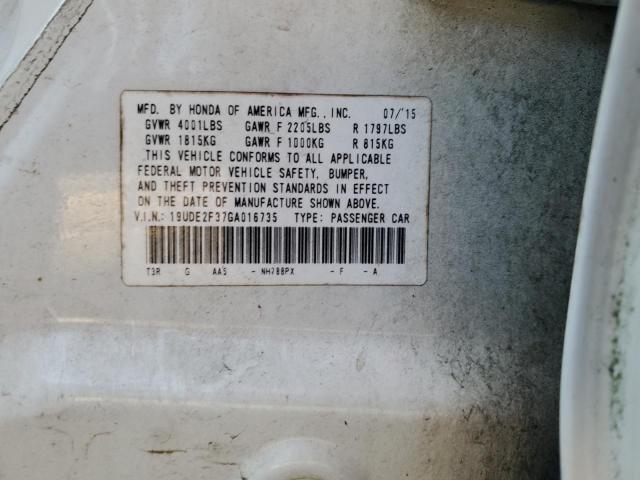 MFD. BY HONDA OF AMERICA MFG., INC. 07/'15
GVWR 4001LBS GAWR F 2205LBS R 1797LBS
GVWR 1815KG GAWR F 1000KG R 815KG
THIS VEHICLE CONFORMS TO ALL APPLICABLE
FEDERAL MOTOR VEHICLE SAFETY, BUMPER,
AND THEFT PREVENTION STANDARDS IN EFFECT
ON THE DATE OF MANUFACTURE SHOWN ABOVE.
V.I.N.: 19UDE2F37GA016735 TYPE: PASSENGER CAR
T3R G AA5 - NH788PX - F - A